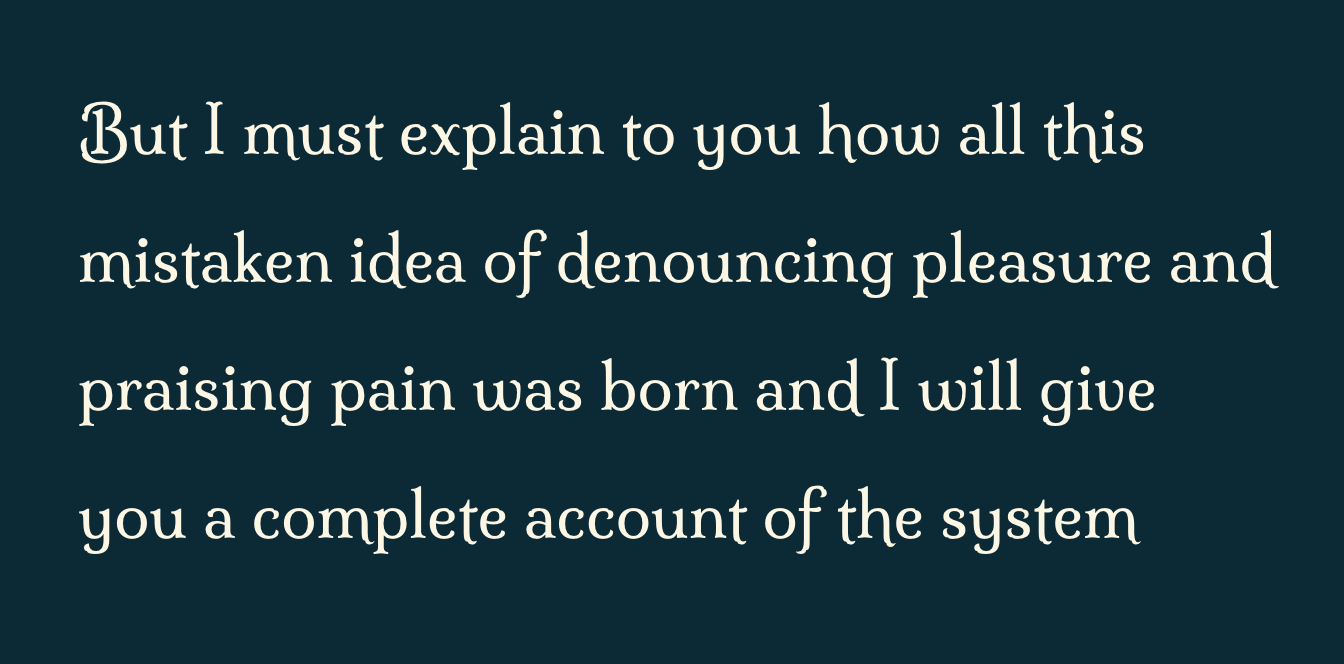 But I must explain to you how all this
mistaken idea of denouncing pleasure and
praising pain was born and I will give
you a complete account of the system